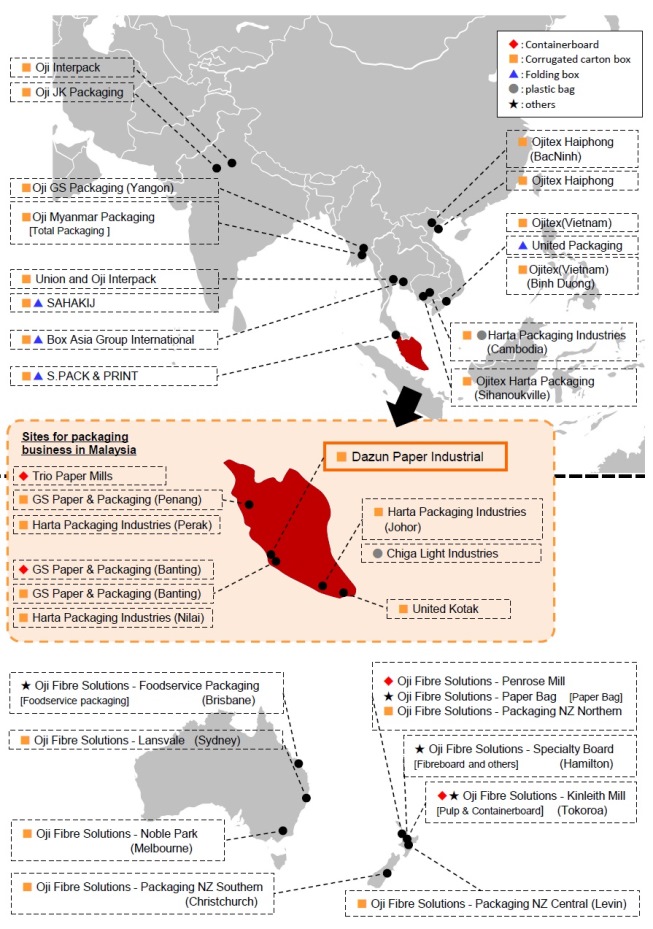 : Containerboard
: Corrugated carton box
: Folding box
: plastic bag
: others
Oji Interpack
Oji JK Packaging
Oji GS Packaging (Yangon)
Oji Myanmar Packaging
[Total Packaging ]
Union and Oji Interpack
SAHAKIJ
Box Asia Group International
S.PACK & PRINT
Ojitex Haiphong
(BacNinh)
Ojitex Haiphong
Ojitex(Vietnam)
United Packaging
Ojitex(Vietnam)
(Binh Duong)
Harta Packaging Industries
(Cambodia)
Ojitex Harta Packaging
(Sihanoukville)
Sites for packaging
business in Malaysia
Trio Paper Mills
GS Paper & Packaging (Penang)
Harta Packaging Industries (Perak)
GS Paper & Packaging (Banting)
GS Paper & Packaging (Banting)
Harta Packaging Industries (Nilai)
Dazun Paper Industrial
Harta Packaging Industries
(Johor)
Chiga Light Industries
United Kotak
Oji Fibre Solutions - Foodservice Packaging
[Foodservice packaging] (Brisbane)
Oji Fibre Solutions - Lansvale (Sydney)
Oji Fibre Solutions - Noble Park
(Melbourne)
Oji Fibre Solutions - Packaging NZ Southern
(Christchurch)
Oji Fibre Solutions - Penrose Mill
Oji Fibre Solutions - Paper Bag [Paper Bag]
Oji Fibre Solutions - Packaging NZ Northern
Oji Fibre Solutions - Specialty Board
[Fibreboard and others] (Hamilton)
Oji Fibre Solutions - Kinleith Mill
[Pulp & Containerboard] (Tokoroa)
Oji Fibre Solutions - Packaging NZ Central (Levin)